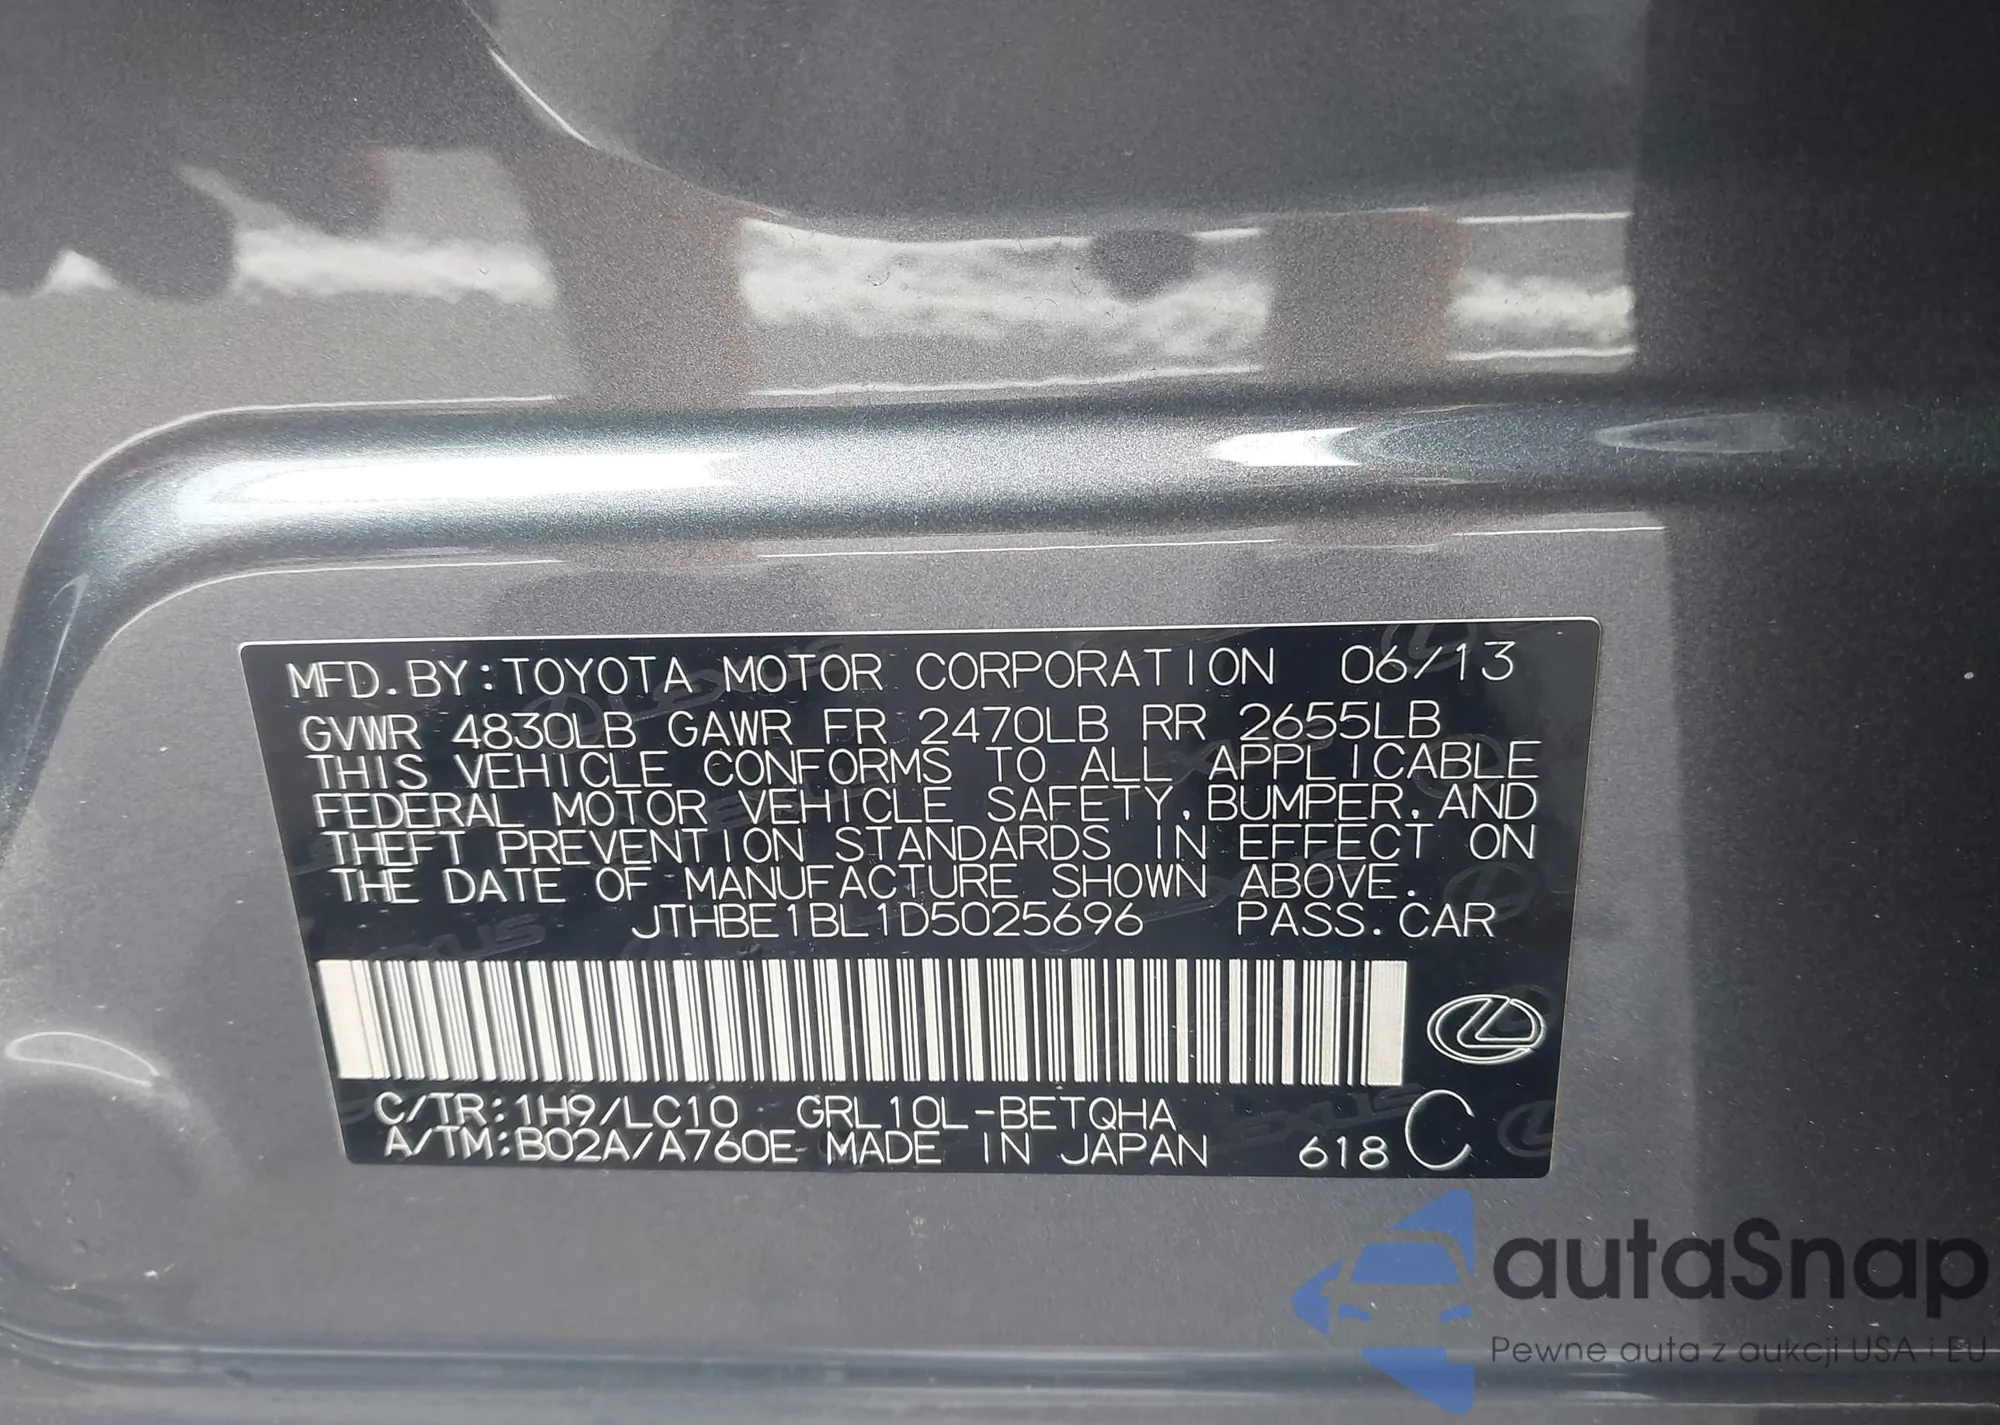 MFD.BY:TOYOTA MOTOR CORPORATION 06/13
GVWR 4830LB GAWR FR 2470LB RR 2655LB
THIS VEHICLE CONFORMS TO ALL APPLICABLE
FEDERAL MOTOR VEHICLE SAFETY,BUMPER,AND
THEFT PREVENTION STANDARDS IN EFFECT ON
THE DATE OF MANUFACTURE SHOWN ABOVE.
JTHBE1BL1D5025696 PASS.CAR
C/TR:1H9/LC10 GRL10L-BETQHA
A/TM:B02A/A760E MADE IN JAPAN 618 C
autaSnap
Pewne auta z aukcji USA i EU